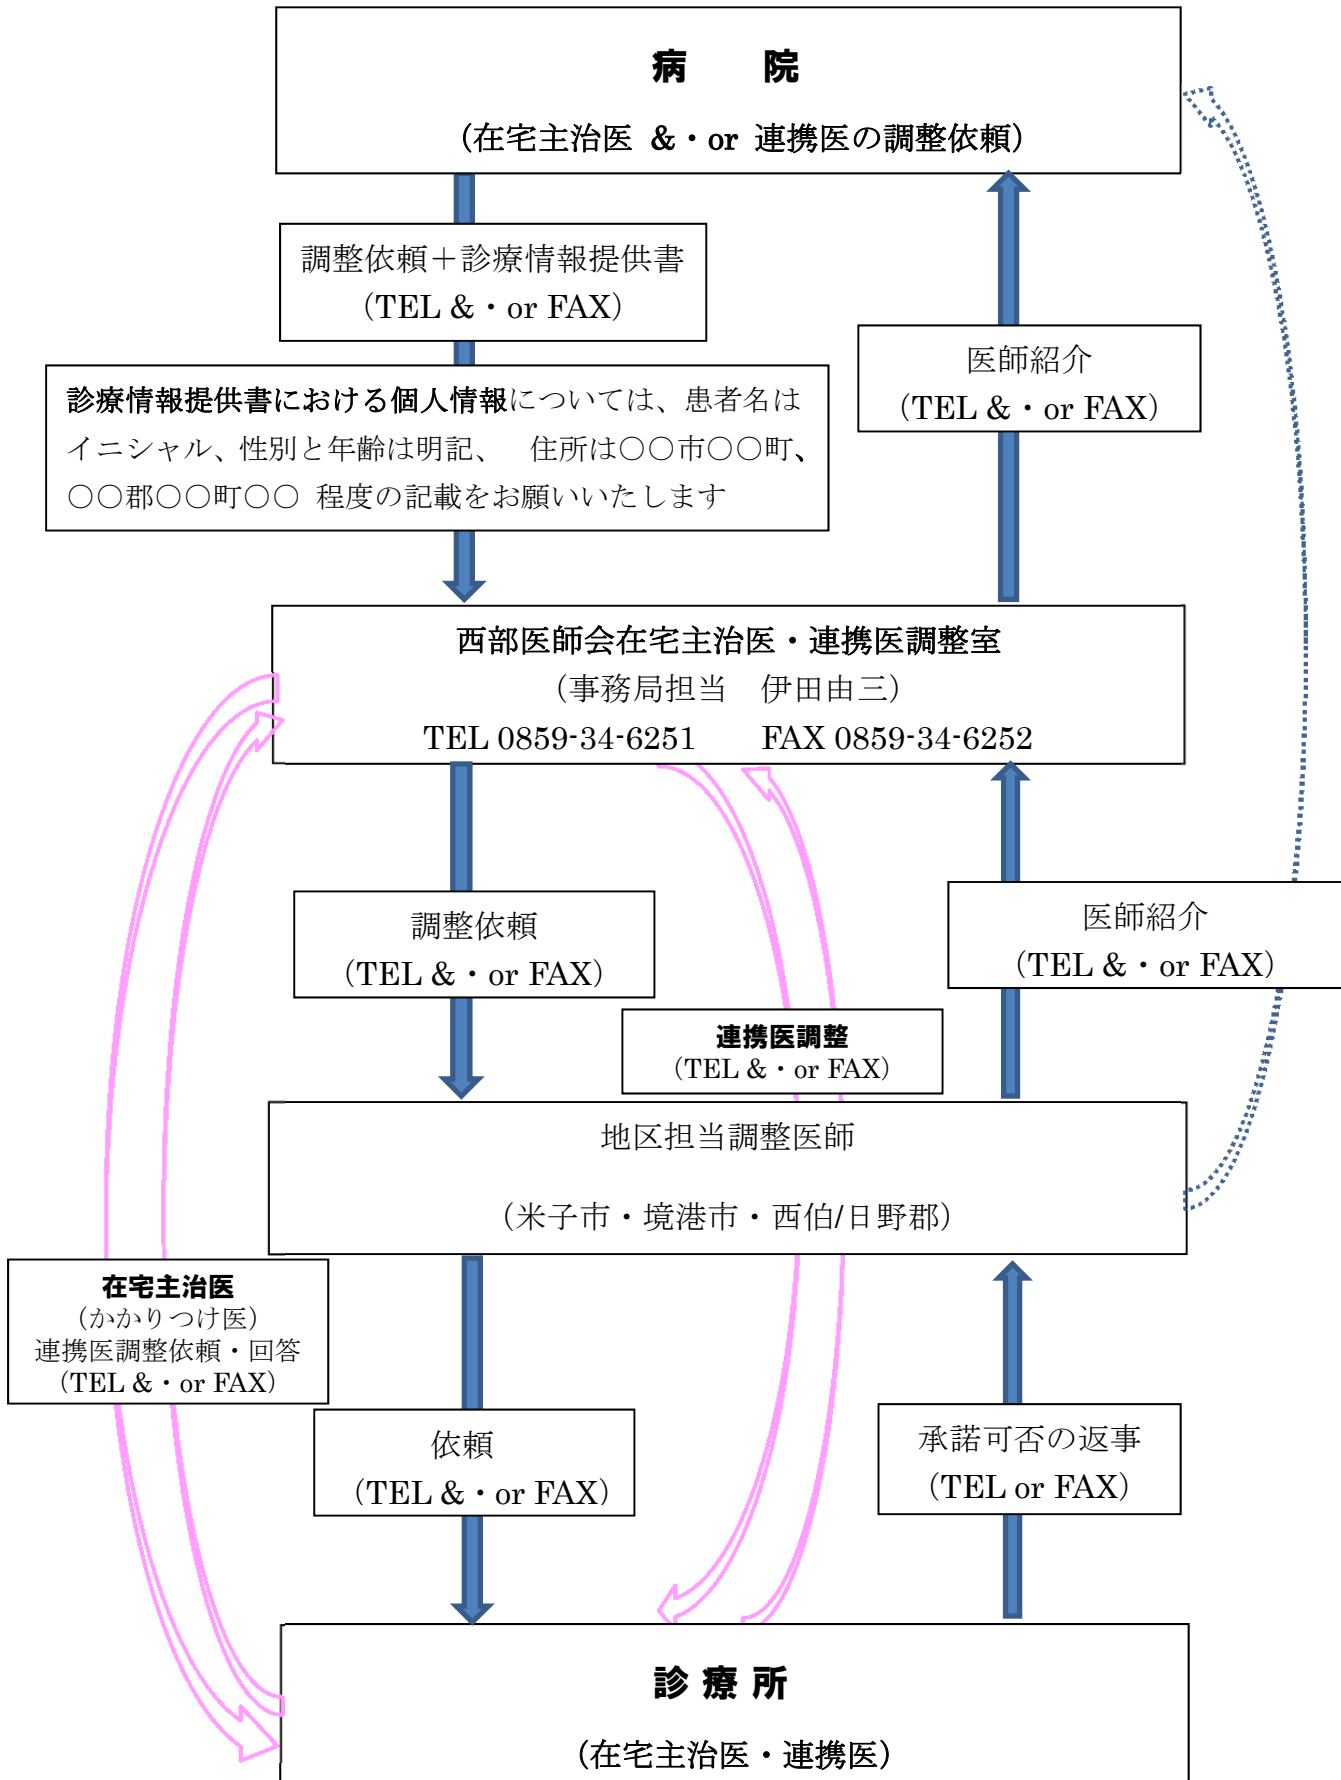 病　院
（在宅主治医 &・or 連携医の調整依頼）
調整依頼＋診療情報提供書
（TEL &・or FAX）
医師紹介
（TEL &・or FAX）
診療情報提供書における個人情報については、患者名は
イニシャル、性別と年齢は明記、　住所は○○市○○町、
○○郡○○町○○ 程度の記載をお願いいたします
西部医師会在宅主治医・連携医調整室
（事務局担当　伊田由三）
TEL 0859-34-6251　　FAX 0859-34-6252
調整依頼
（TEL &・or FAX）
医師紹介
（TEL &・or FAX）
連携医調整
（TEL &・or FAX）
地区担当調整医師
（米子市・境港市・西伯/日野郡）
在宅主治医
（かかりつけ医）
連携医調整依頼・回答
（TEL &・or FAX）
依頼
（TEL &・or FAX）
承諾可否の返事
（TEL or FAX）
診 療 所
（在宅主治医・連携医）